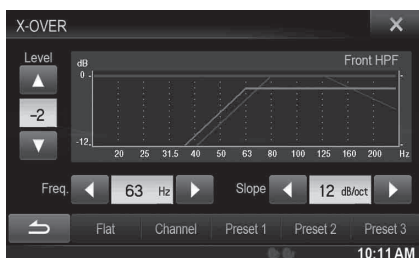 X-OVER
Level
-2
dB
0
-12
Front HPF
20 25 31.5 40 50 63 80 100 125 160 200 Hz
Freq. 63 Hz Slope 12 dB/oct
Flat Channel Preset 1 Preset 2 Preset 3
10:11 AM